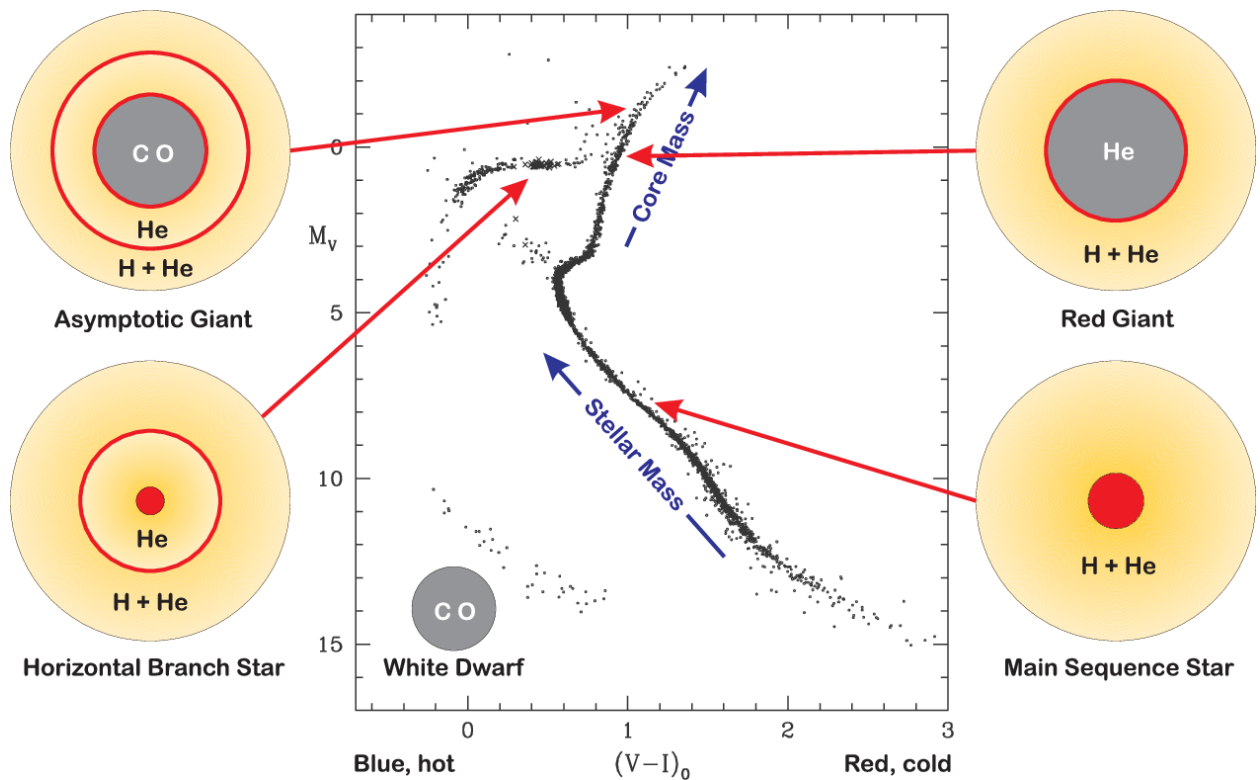 C O
He
H + He
Asymptotic Giant
He
H + He
Horizontal Branch Star
M_V
0
5
10
15
Core Mass
Stellar Mass
C O
White Dwarf
0
1
2
3
Blue, hot
(V−I)₀
Red, cold
He
H + He
Red Giant
H + He
Main Sequence Star